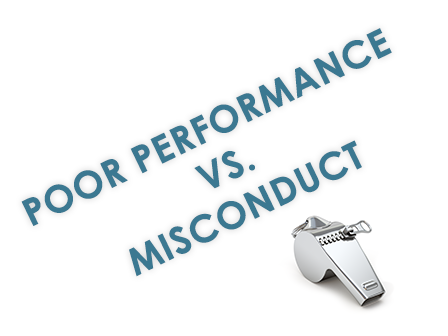 POOR PERFORMANCE
VS.
MISCONDUCT